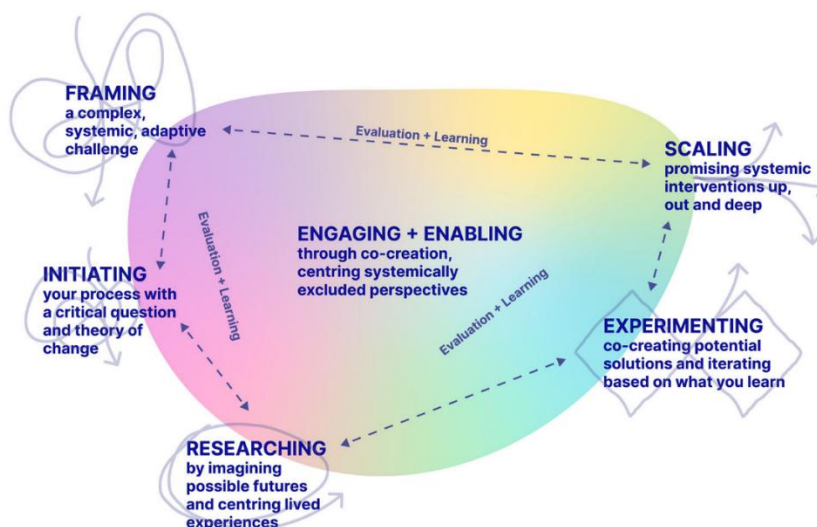 FRAMING
a complex,
systemic, adaptive
challenge
Evaluation + Learning
SCALING
promising systemic
interventions up,
out and deep
ENGAGING + ENABLING
through co-creation,
centring systemically
excluded perspectives
Evaluation + Learning
INITIATING
your process with
a critical question
and theory of
change
Evaluation + Learning
EXPERIMENTING
co-creating potential
solutions and iterating
based on what you learn
RESEARCHING
by imagining
possible futures
and centring lived
experiences